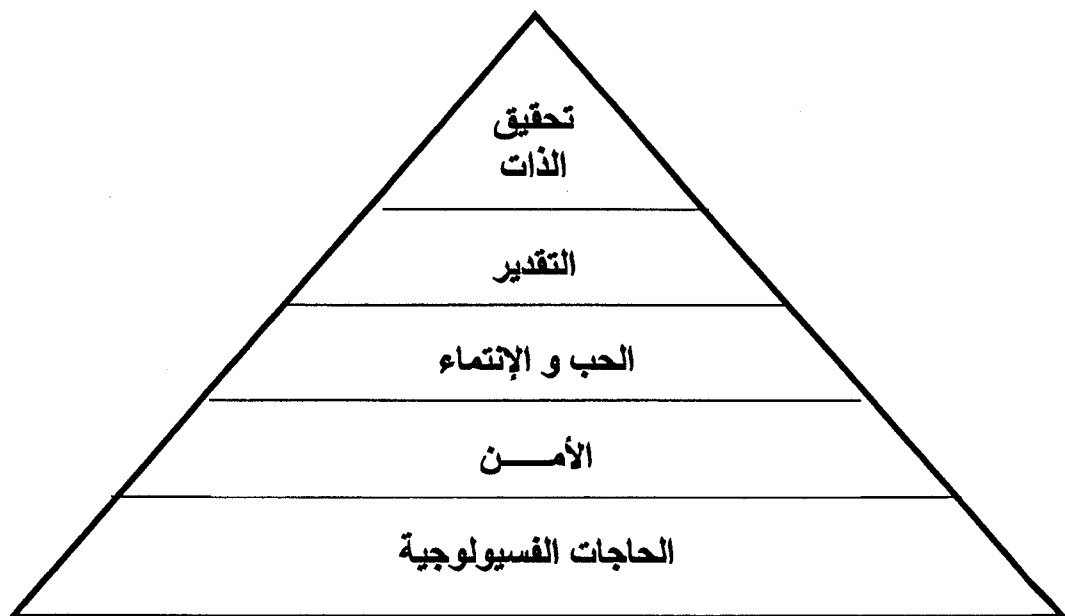 تحقيق
الذات
التقدير
الحب و الإنتماء
الأمـــن
الحاجات الفسيولوجية